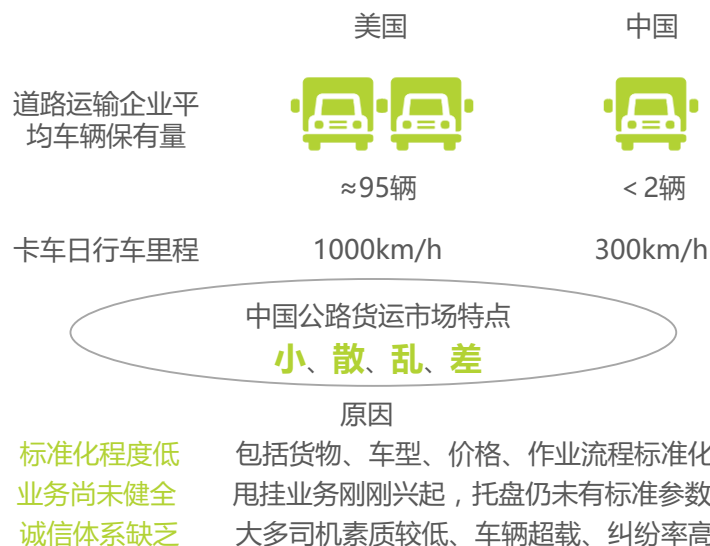 美国 中国
道路运输企业平
均车辆保有量
≈95辆 ＜2辆
卡车日行车里程 1000km/h 300km/h
中国公路货运市场特点
小、散、乱、差
原因
标准化程度低 包括货物、车型、价格、作业流程标准化
业务尚未健全 甩挂业务刚刚兴起，托盘仍未有标准参数
诚信体系缺乏 大多司机素质较低、车辆超载、纠纷率高